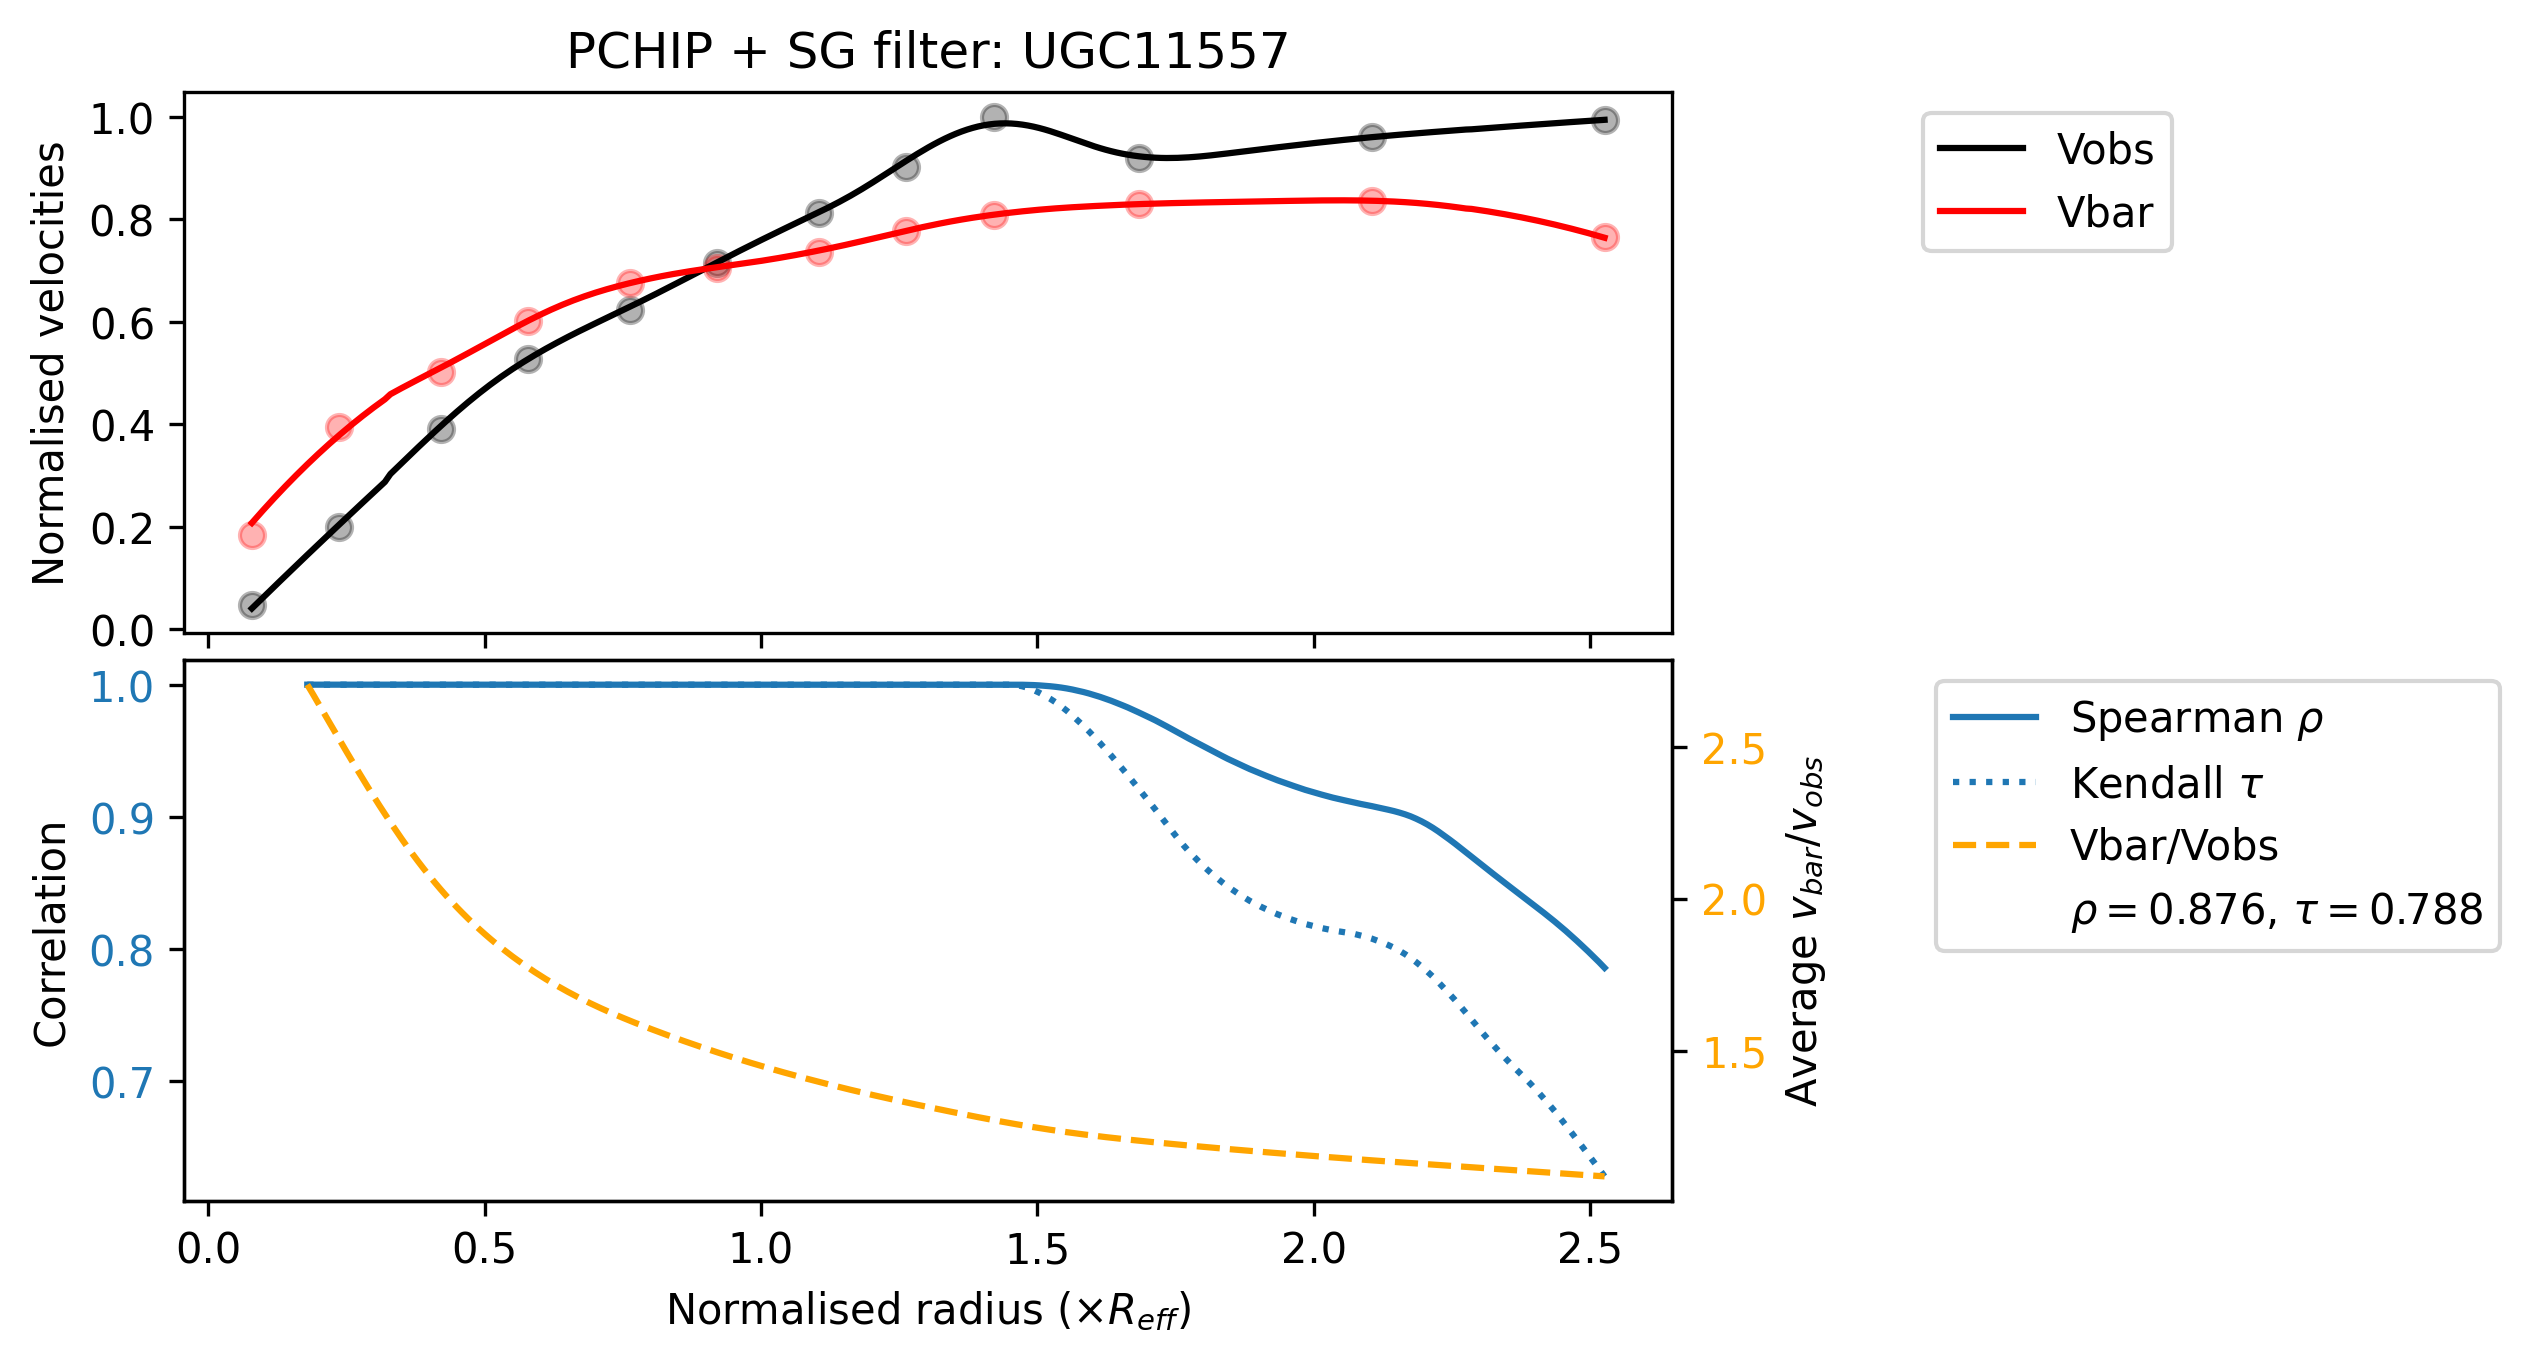 PCHIP + SG filter: UGC11557
Normalised velocities
1.0
0.8
0.6
0.4
0.2
0.0
Vobs
Vbar
Correlation
1.0
0.9
0.8
0.7
2.5
2.0
1.5
Average v_bar/v_obs
Spearman ρ
Kendall τ
Vbar/Vobs
ρ = 0.876, τ = 0.788
0.0 0.5 1.0 1.5 2.0 2.5
Normalised radius (×R_eff)